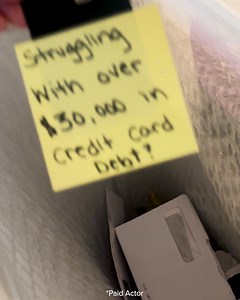 Struggling
With over
$30,000 in
Credit Card
Debt?
*Paid Actor